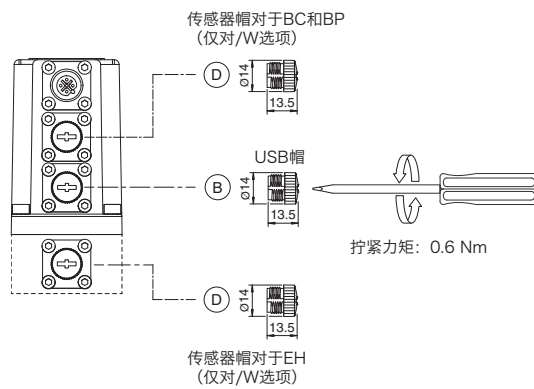 传感器帽对于BC和BP
（仅对/W选项）
D
Ø14
13.5
USB帽
B
Ø14
13.5
拧紧力矩：0.6 Nm
D
Ø14
13.5
传感器帽对于EH
（仅对/W选项）